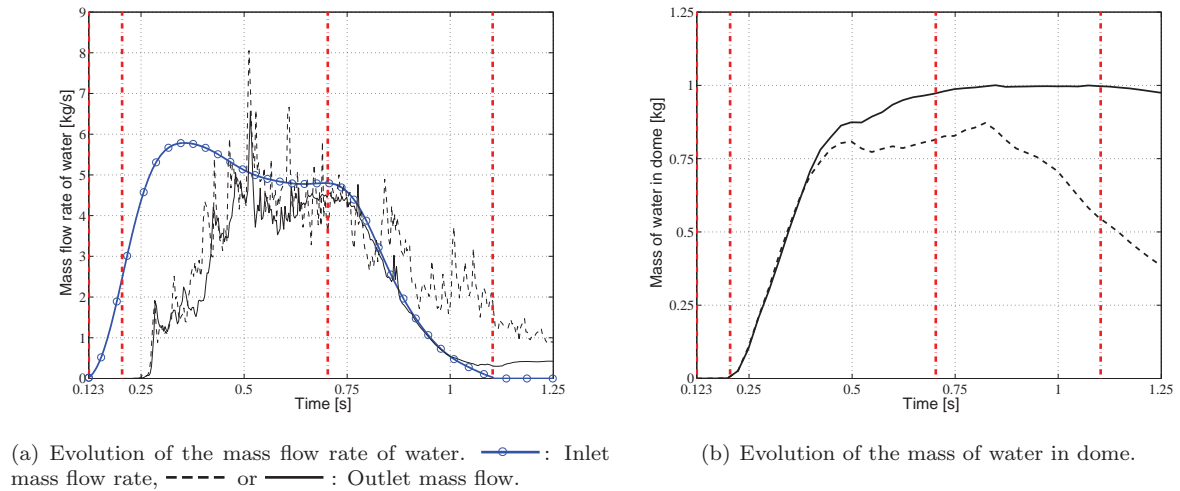 9
8
7
6
5
4
3
2
1
0
Mass flow rate of water [kg/s]
0.123 0.25 0.5 0.75 1 1.25
Time [s]
1.25
1
0.75
0.5
0.25
0
Mass of water in dome [kg]
0.123 0.25 0.5 0.75 1 1.25
Time [s]
(a) Evolution of the mass flow rate of water. : Inlet
mass flow rate, or : Outlet mass flow.
(b) Evolution of the mass of water in dome.